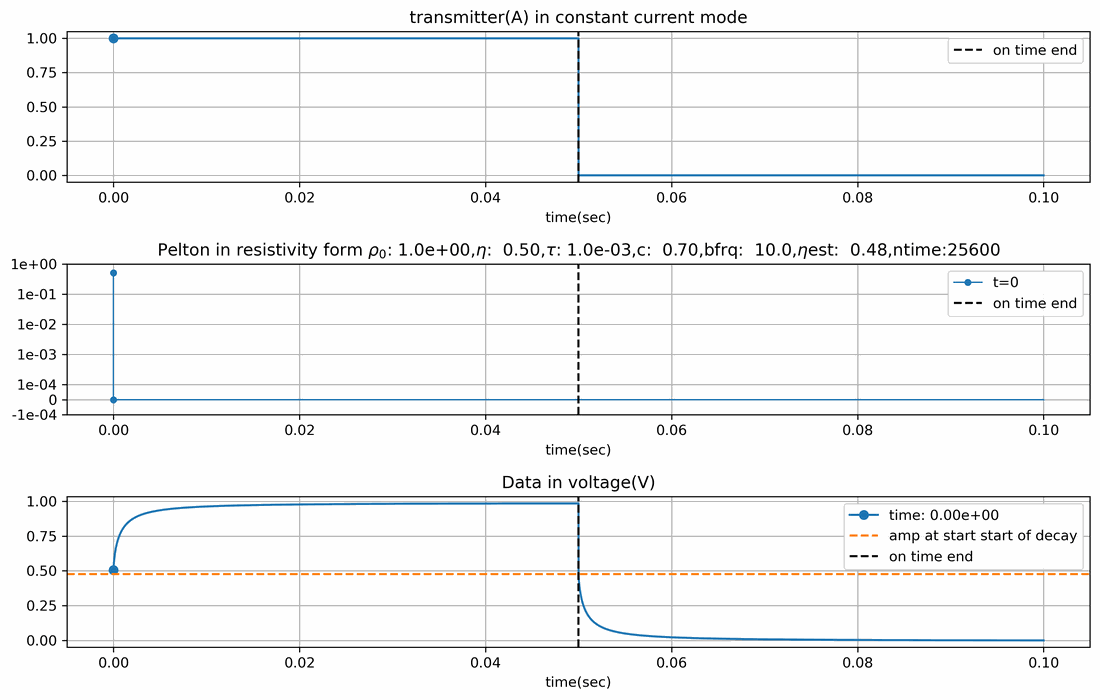 transmitter(A) in constant current mode
1.00
0.75
0.50
0.25
0.00
on time end
0.00 0.02 0.04 0.06 0.08 0.10
time(sec)
Pelton in resistivity form ρ₀: 1.0e+00,η:  0.50,τ: 1.0e-03,c:  0.70,bfrq:  10.0,ηest:  0.48,ntime:25600
1e+00
1e-01
1e-02
1e-03
1e-04
0
-1e-04
t=0
on time end
0.00 0.02 0.04 0.06 0.08 0.10
time(sec)
Data in voltage(V)
1.00
0.75
0.50
0.25
0.00
time: 0.00e+00
amp at start start of decay
on time end
0.00 0.02 0.04 0.06 0.08 0.10
time(sec)